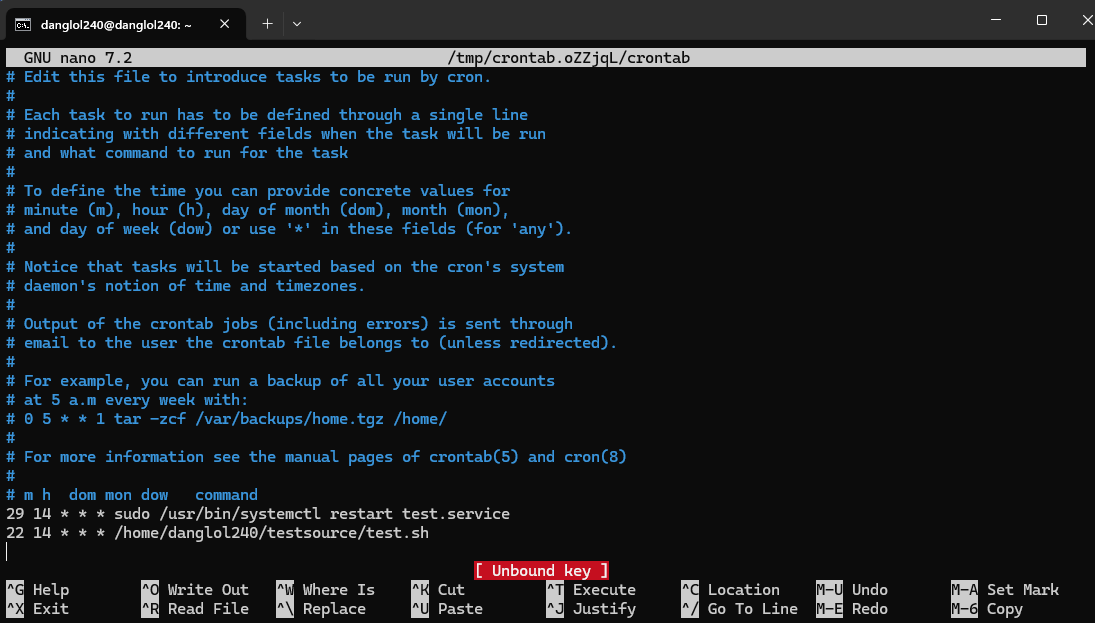 danglol240@danglol240: ~
GNU nano 7.2 /tmp/crontab.oZZjqL/crontab
# Edit this file to introduce tasks to be run by cron.
#
# Each task to run has to be defined through a single line
# indicating with different fields when the task will be run
# and what command to run for the task
#
# To define the time you can provide concrete values for
# minute (m), hour (h), day of month (dom), month (mon),
# and day of week (dow) or use '*' in these fields (for 'any').
#
# Notice that tasks will be started based on the cron's system
# daemon's notion of time and timezones.
#
# Output of the crontab jobs (including errors) is sent through
# email to the user the crontab file belongs to (unless redirected).
#
# For example, you can run a backup of all your user accounts
# at 5 a.m every week with:
# 0 5 * * 1 tar -zcf /var/backups/home.tgz /home/
#
# For more information see the manual pages of crontab(5) and cron(8)
#
# m h  dom mon dow   command
29 14 * * * sudo /usr/bin/systemctl restart test.service
22 14 * * * /home/danglol240/testsource/test.sh
[ Unbound key ]
^G Help ^O Write Out ^W Where Is ^K Cut ^T Execute ^C Location M-U Undo M-A Set Mark
^X Exit ^R Read File ^\ Replace ^U Paste ^J Justify ^/ Go To Line M-E Redo M-6 Copy